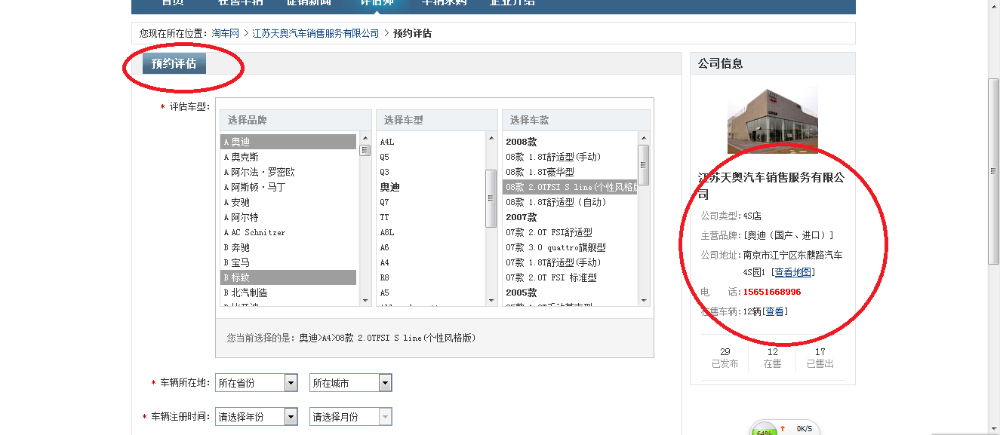 首页 在售车辆 促销新闻 评估师 车辆求购 企业介绍
您现在所在位置：淘车网 > 江苏天奥汽车销售服务有限公司 > 预约评估
预约评估
* 评估车型:
选择品牌
A 奥迪
A 奥克斯
A 阿尔法·罗密欧
A 阿斯顿·马丁
A 安驰
A 阿尔特
A AC Schnitzer
B 奔驰
B 宝马
B 标致
B 北汽制造
选择车型
A4L
Q5
Q3
奥迪
Q7
TT
A8L
A6
A4
R8
A5
选择车款
2008款
08款 1.8T舒适型(手动)
08款 1.8T豪华型
08款 2.0TFSI S line(个性风格版
08款 1.8T舒适型（自动）
2007款
07款 2.0T FSI舒适型
07款 3.0 quattro旗舰型
07款 1.8T舒适型(手动)
07款 2.0T FSI 标准型
2005款
您当前选择的是: 奥迪>A4>08款 2.0TFSI S line(个性风格版)
* 车辆所在地: 所在省份 所在城市
* 车辆注册时间: 请选择年份 请选择月份
公司信息
江苏天奥汽车销售服务有限公
司
公司类型: 4S店
主营品牌: [奥迪（国产、进口）]
公司地址: 南京市江宁区东麒路汽车
4S园1 [查看地图]
电 话: 15651668996
在售车辆: 12辆[查看]
29 12 17
已发布 在售 已售出
64% 0K/S